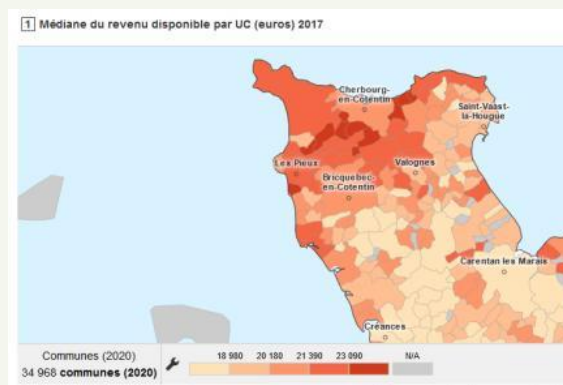 1 Médiane du revenu disponible par UC (euros) 2017
Cherbourg-
en-Cotentin
Saint-Vaast-
la-Hougue
Les Pieux
Valognes
Bricquebec-
en-Cotentin
Carentan les Marais
Créances
Communes (2020)
34 968 communes (2020)
18 980 20 180 21 390 23 090 N/A